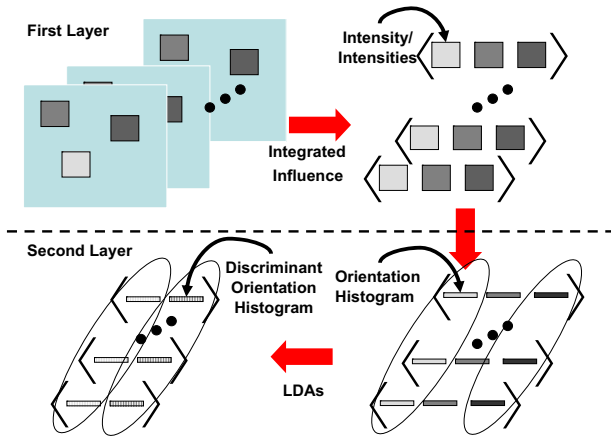 First Layer
Intensity/
Intensities
Integrated
Influence
Second Layer
Discriminant
Orientation
Histogram
Orientation
Histogram
LDAs